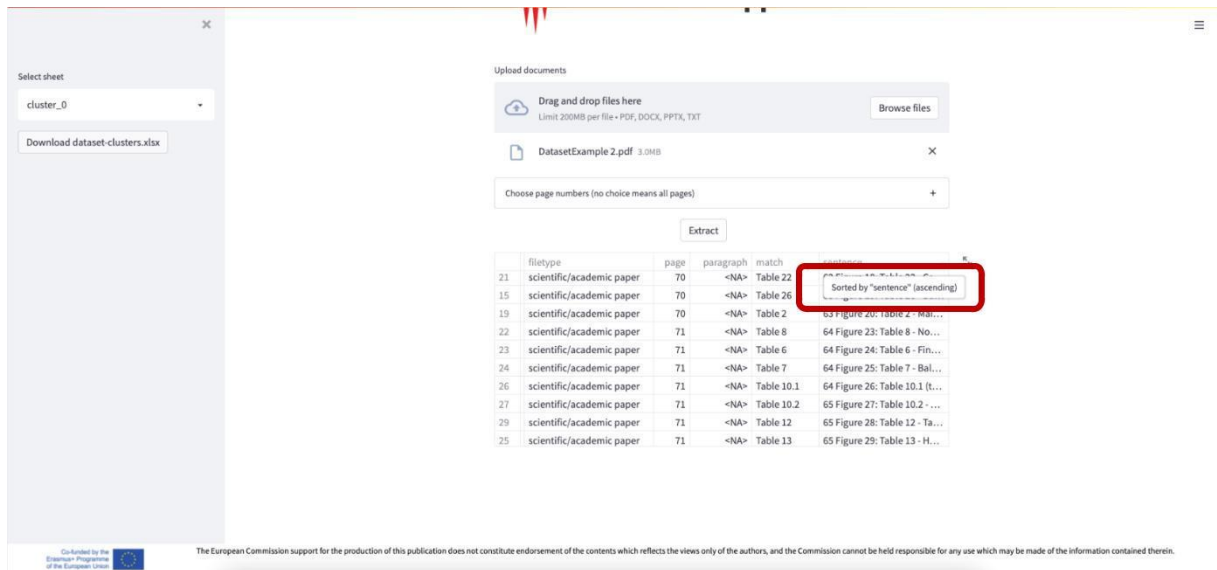 Select sheet
cluster_0
Download dataset-clusters.xlsx
Upload documents
Drag and drop files here
Limit 200MB per file • PDF, DOCX, PPTX, TXT
Browse files
DatasetExample 2.pdf 3.0MB
Choose page numbers (no choice means all pages)
Extract
filetype page paragraph match sentence
21 scientific/academic paper 70 <NA> Table 22
Sorted by "sentence" (ascending)
15 scientific/academic paper 70 <NA> Table 26
19 scientific/academic paper 70 <NA> Table 2 63 Figure 20: Table 2 - Mai...
22 scientific/academic paper 71 <NA> Table 8 64 Figure 23: Table 8 - No...
23 scientific/academic paper 71 <NA> Table 6 64 Figure 24: Table 6 - Fin...
24 scientific/academic paper 71 <NA> Table 7 64 Figure 25: Table 7 - Bal...
26 scientific/academic paper 71 <NA> Table 10.1 64 Figure 26: Table 10.1 (t...
27 scientific/academic paper 71 <NA> Table 10.2 65 Figure 27: Table 10.2 - ...
29 scientific/academic paper 71 <NA> Table 12 65 Figure 28: Table 12 - Ta...
25 scientific/academic paper 71 <NA> Table 13 65 Figure 29: Table 13 - H...
Co-funded by the
Erasmus+ Programme
of the European Union
The European Commission support for the production of this publication does not constitute endorsement of the contents which reflects the views only of the authors, and the Commission cannot be held responsible for any use which may be made of the information contained therein.